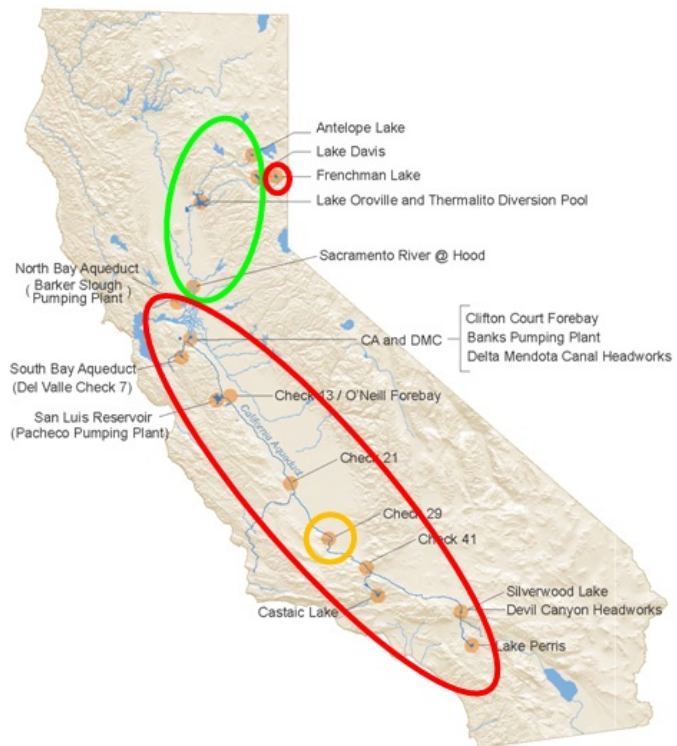 Antelope Lake
Lake Davis
Frenchman Lake
Lake Oroville and Thermalito Diversion Pool
Sacramento River @ Hood
North Bay Aqueduct
( Barker Slough
Pumping Plant )
Clifton Court Forebay
CA and DMC
Banks Pumping Plant
Delta Mendota Canal Headworks
South Bay Aqueduct
(Del Valle Check 7)
Check 13 / O'Neill Forebay
San Luis Reservoir
(Pacheco Pumping Plant)
California Aqueduct
Check 21
Check 29
Check 41
Silverwood Lake
Castaic Lake
Devil Canyon Headworks
Lake Perris